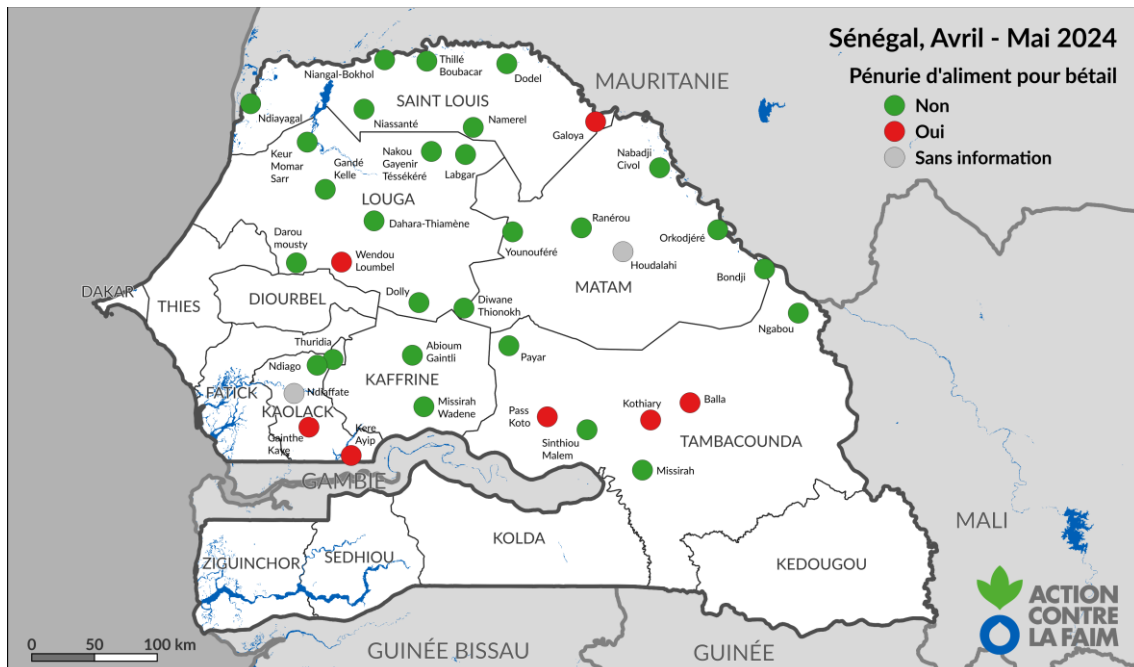 Sénégal, Avril - Mai 2024
Pénurie d'aliment pour bétail
Non
Oui
Sans information
MAURITANIE
Niangal-Bokhol
Thillé
Boubacar
Dodel
SAINT LOUIS
Ndiayagal
Niassanté
Namerel
Galoya
Keur
Momar
Sarr
Gandé
Kelle
Nakou
Gayenir
Téssékéré
Labgar
Nabadji
Civol
LOUGA
Dahara-Thiamène
Ranérou
Younouféré
Orkodjéré
Darou
mousty
Wendou
Loumbel
Houdalahi
Bondji
MATAM
DAKAR
THIES
DIOURBEL
Dolly
Diwane
Thionokh
Ngabou
Thuridia
Ndiago
Abioum
Gaintli
Payar
KAFFRINE
FATICK
Ndiaffate
KAOLACK
Missirah
Wadene
Pass
Koto
Kothiary
Balla
Gainthe
Kaye
Kere
Ayip
Sinthiou
Malem
TAMBACOUNDA
Missirah
GAMBIE
MALI
KOLDA
ZIGUINCHOR
SEDHIOU
KEDOUGOU
ACTION
CONTRE
LA FAIM
0 50 100 km
GUINÉE BISSAU
GUINÉE